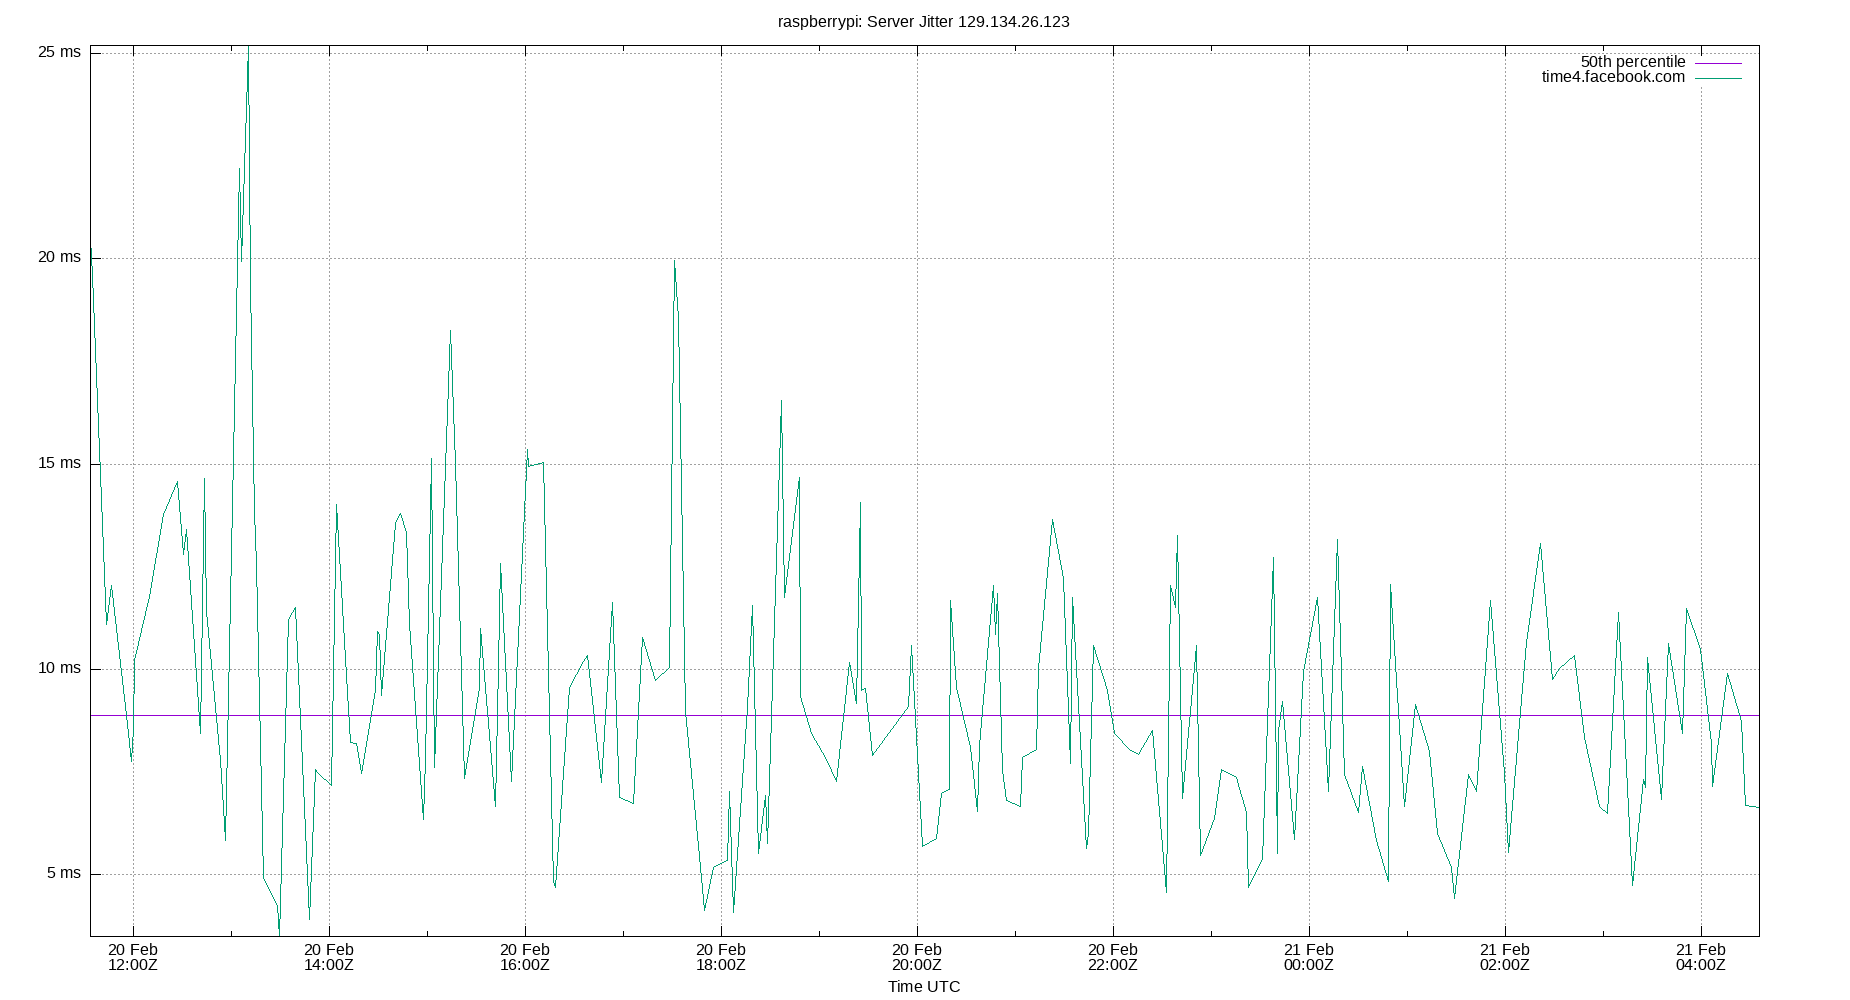 raspberrypi: Server Jitter 129.134.26.123
25 ms
20 ms
15 ms
10 ms
5 ms
50th percentile
time4.facebook.com
20 Feb 20 Feb 20 Feb 20 Feb 20 Feb 20 Feb 21 Feb 21 Feb 21 Feb
12:00Z 14:00Z 16:00Z 18:00Z 20:00Z 22:00Z 00:00Z 02:00Z 04:00Z
Time UTC